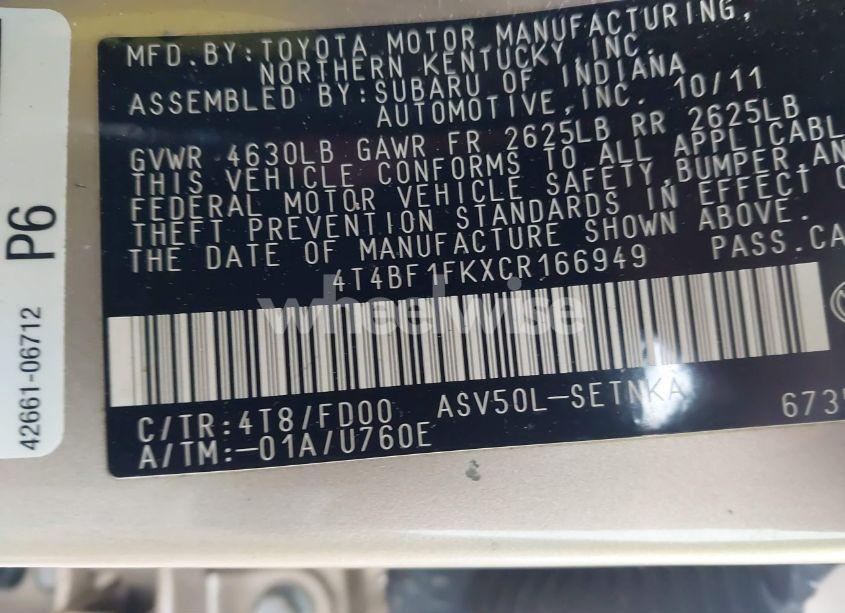 MFD.BY:TOYOTA MOTOR MANUFACTURING,
NORTHERN KENTUCKY, INC.
ASSEMBLED BY:SUBARU OF INDIANA
AUTOMOTIVE,INC. 10/11
GVWR 4630LB GAWR FR 2625LB RR 2625LB
THIS VEHICLE CONFORMS TO ALL APPLICABL
FEDERAL MOTOR VEHICLE SAFETY,BUMPER,AN
THEFT PREVENTION STANDARDS IN EFFECT O
THE DATE OF MANUFACTURE SHOWN ABOVE.
4T4BF1FKXCR166949 PASS.CA
wheelwise
C/TR:4T8/FD00 ASV50L-SETNKA 673
A/TM:-01A/U760E
P6
42661-06712